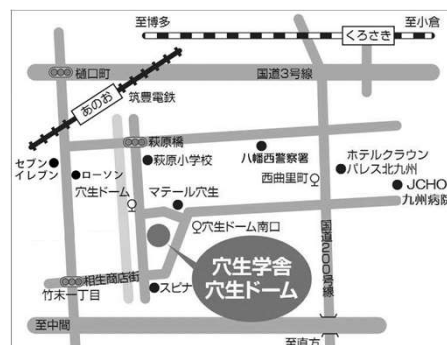 至博多
至小倉
くろさき
樋口町
国道3号線
あのお
筑豊電鉄
萩原橋
セブン
イレブン
萩原小学校
八幡西警察署
ホテルクラウン
パレス北九州
ローソン
穴生ドーム
マテール穴生
西曲里町
JCHO
九州病院
穴生ドーム南口
国道200号線
穴生学舎
穴生ドーム
相生商店街
スピナ
竹末一丁目
至中間
至直方